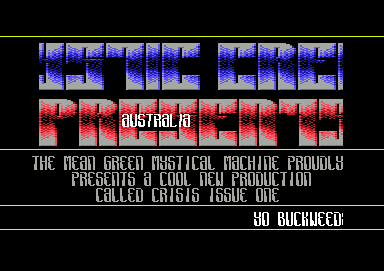 PRESENTS
AUSTRALIA
THE MEAN GREEN MYSTICAL MACHINE PROUDLY
PRESENTS A COOL NEW PRODUCTION
CALLED CRISIS ISSUE ONE
YO BUCKWEED